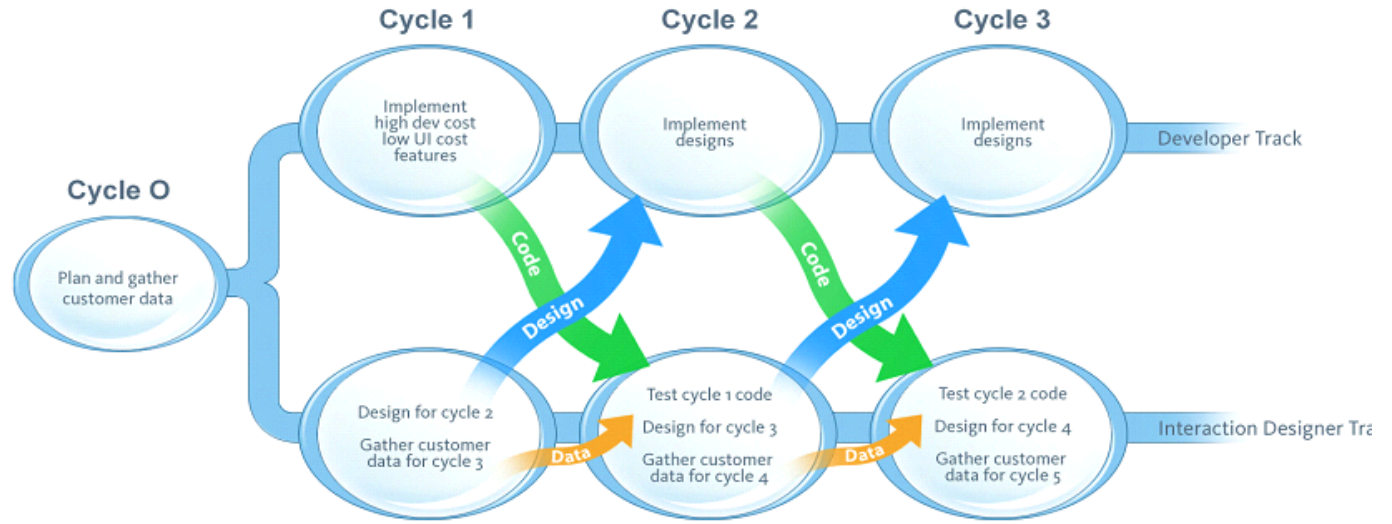 Cycle 1
Cycle 2
Cycle 3
Implement
high dev cost
low UI cost
features
Implement
designs
Implement
designs
Developer Track
Cycle O
Plan and gather
customer data
Code
Design
Code
Design
Design for cycle 2
Gather customer
data for cycle 3
Data
Test cycle 1 code
Design for cycle 3
Gather customer
data for cycle 4
Data
Test cycle 2 code
Design for cycle 4
Gather customer
data for cycle 5
Interaction Designer Tra